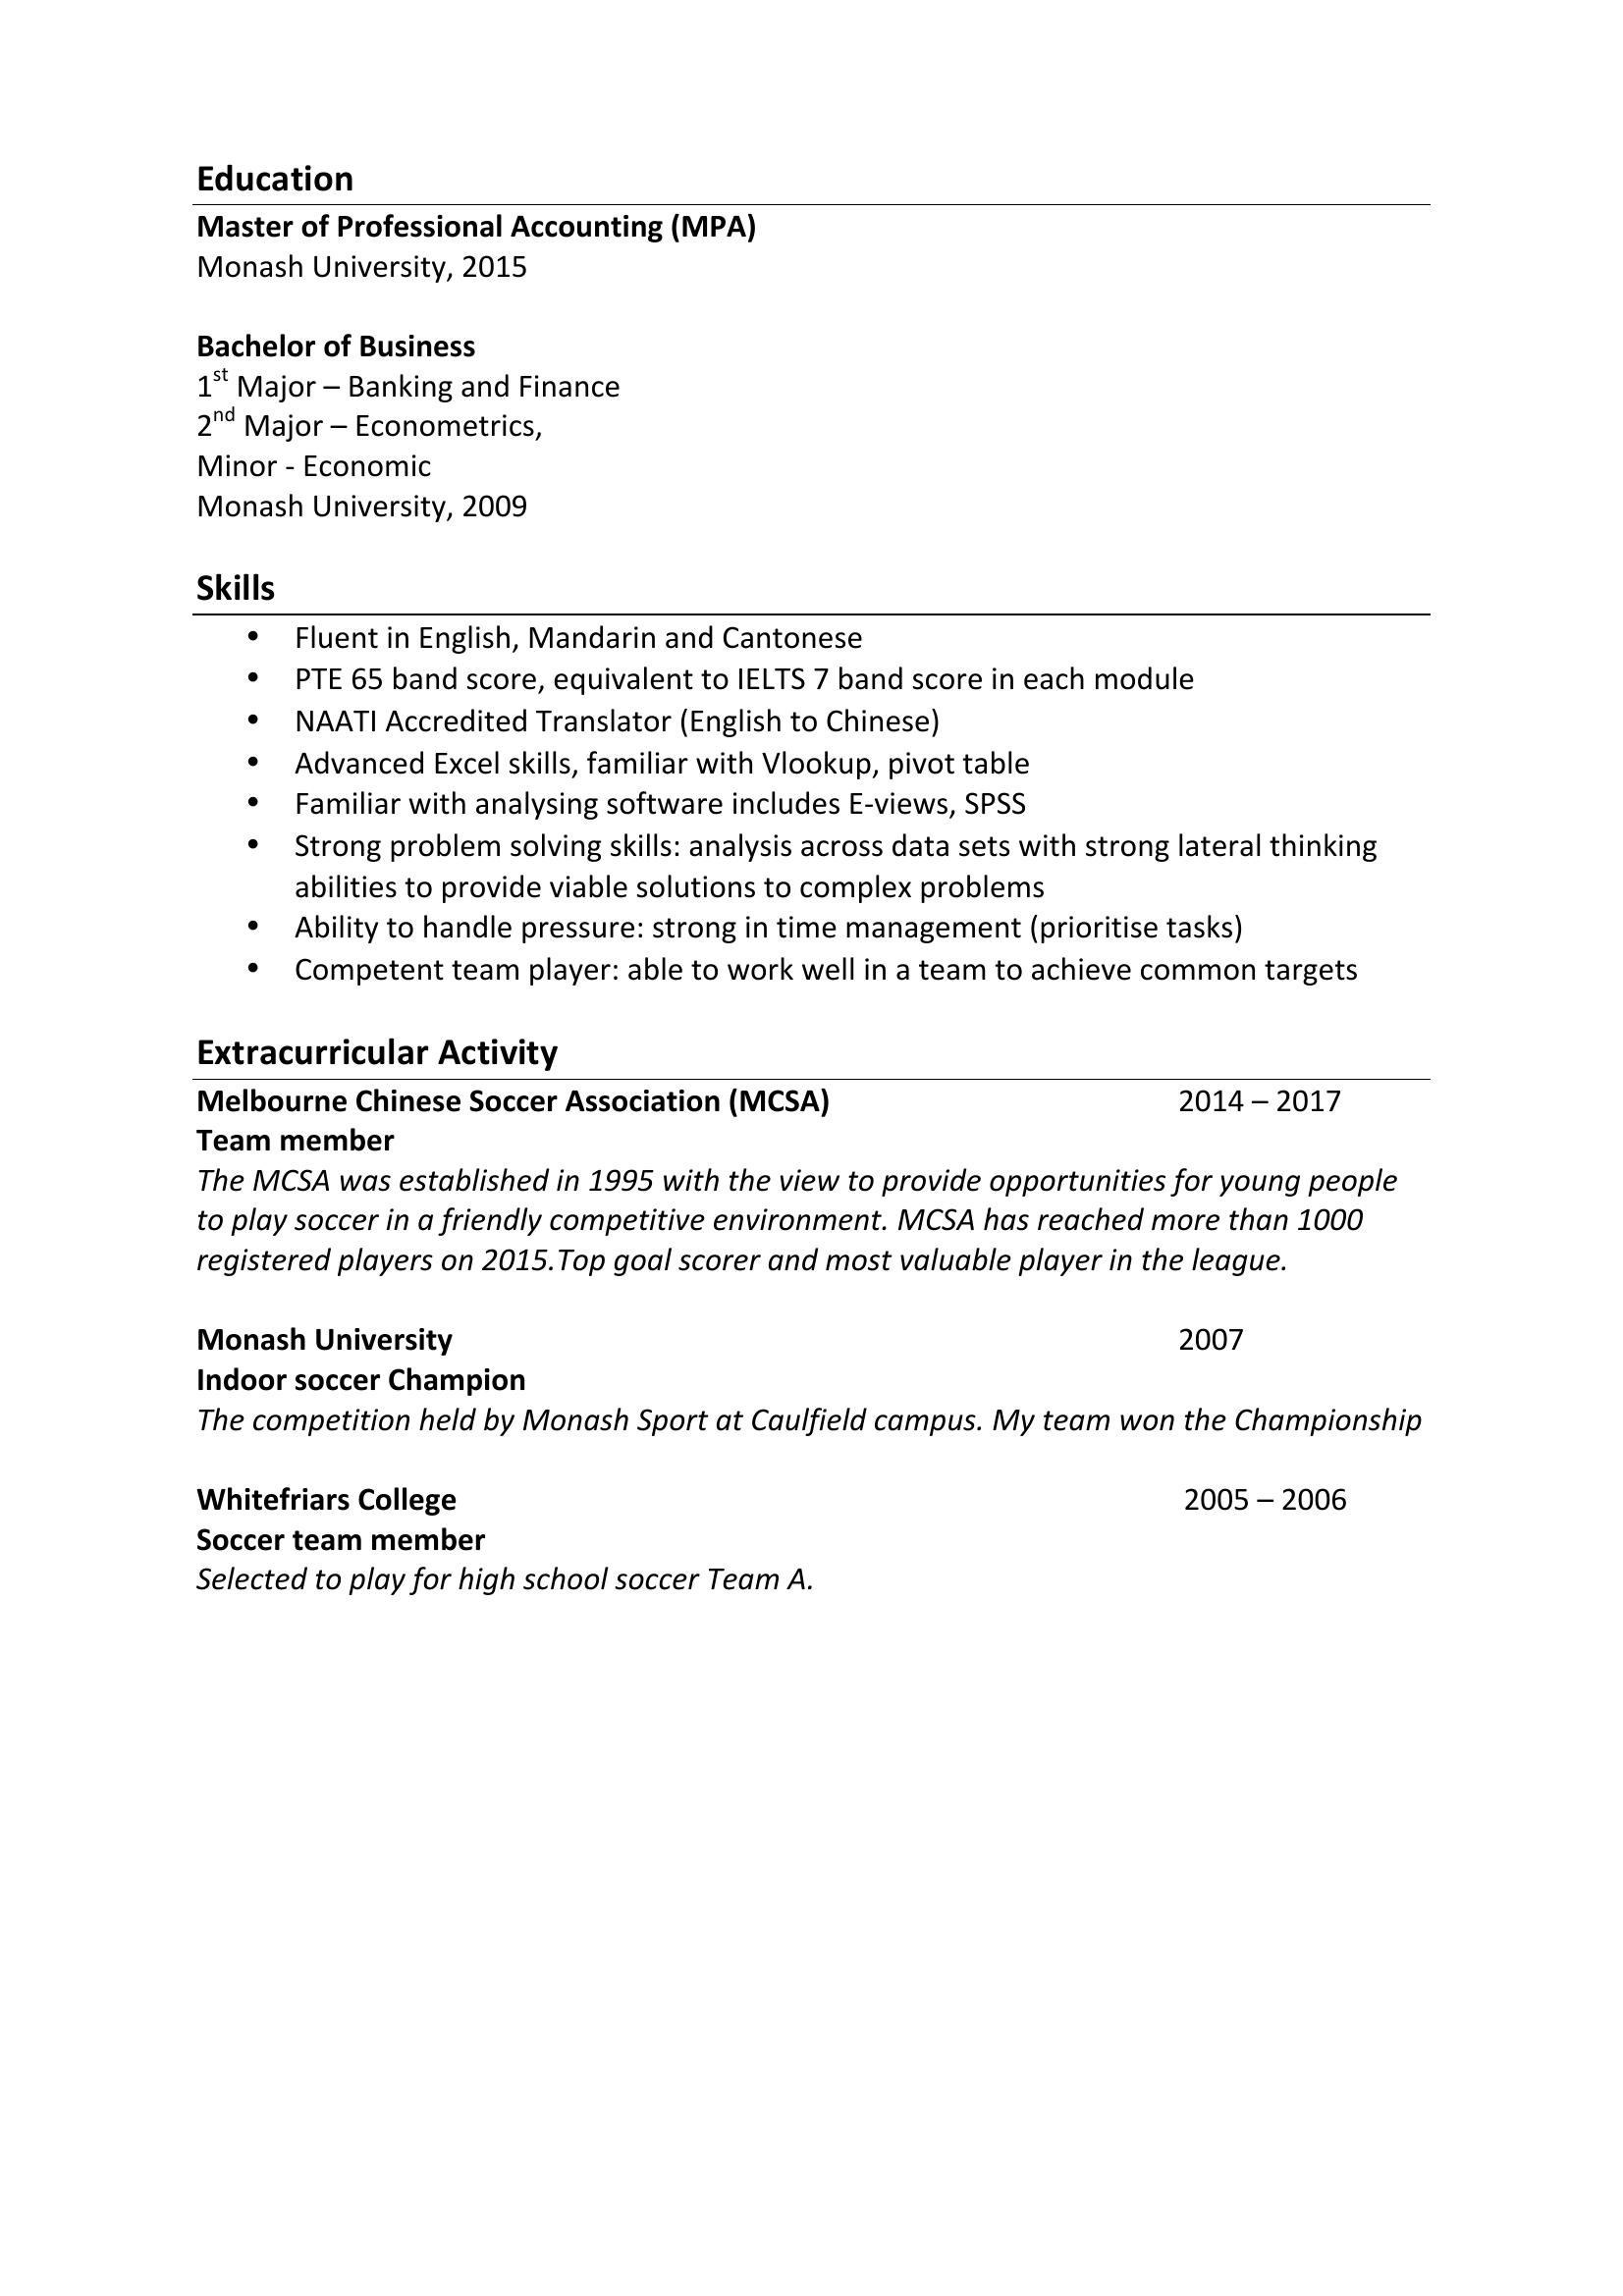 Education
Master of Professional Accounting (MPA)
Monash University, 2015
Bachelor of Business
1st Major – Banking and Finance
2nd Major – Econometrics,
Minor - Economic
Monash University, 2009
Skills
• Fluent in English, Mandarin and Cantonese
• PTE 65 band score, equivalent to IELTS 7 band score in each module
• NAATI Accredited Translator (English to Chinese)
• Advanced Excel skills, familiar with Vlookup, pivot table
• Familiar with analysing software includes E-views, SPSS
• Strong problem solving skills: analysis across data sets with strong lateral thinking
abilities to provide viable solutions to complex problems
• Ability to handle pressure: strong in time management (prioritise tasks)
• Competent team player: able to work well in a team to achieve common targets
Extracurricular Activity
Melbourne Chinese Soccer Association (MCSA) 2014 – 2017
Team member
The MCSA was established in 1995 with the view to provide opportunities for young people
to play soccer in a friendly competitive environment. MCSA has reached more than 1000
registered players on 2015.Top goal scorer and most valuable player in the league.
Monash University 2007
Indoor soccer Champion
The competition held by Monash Sport at Caulfield campus. My team won the Championship
Whitefriars College 2005 – 2006
Soccer team member
Selected to play for high school soccer Team A.